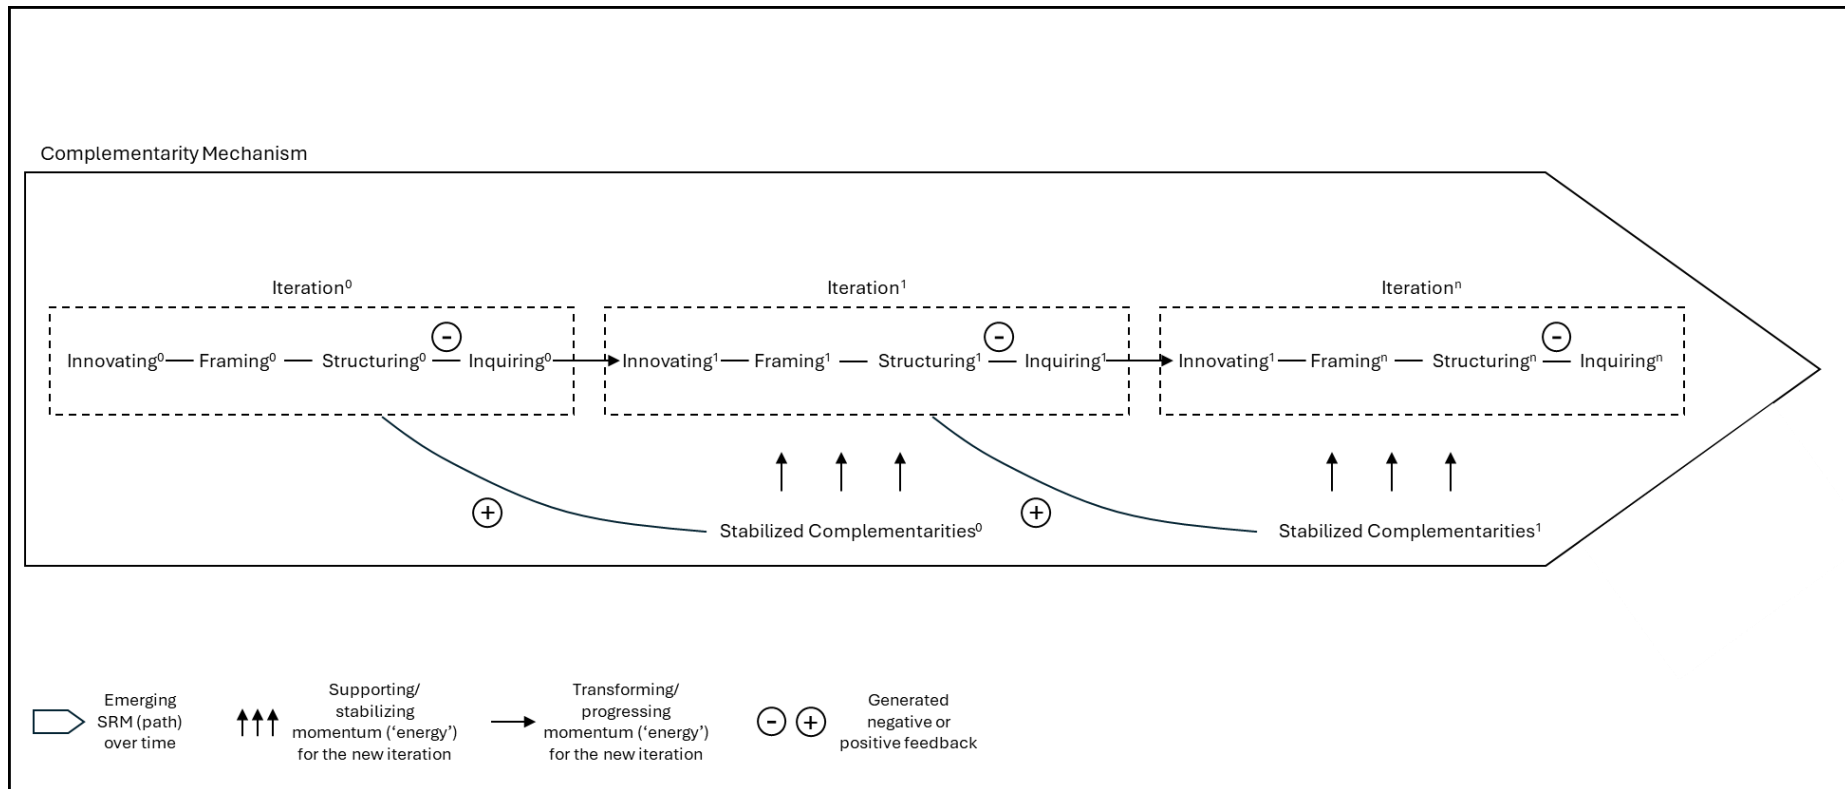 Complementarity Mechanism
Iteration⁰ Iteration¹ Iterationⁿ
Innovating⁰ Framing⁰ Structuring⁰ - Inquiring⁰ Innovating¹ Framing¹ Structuring¹ - Inquiring¹ Innovating¹ Framingⁿ Structuringⁿ - Inquiringⁿ
+ +
Stabilized Complementarities⁰ Stabilized Complementarities¹
Emerging
SRM (path)
over time
Supporting/
stabilizing
momentum (‘energy’)
for the new iteration
Transforming/
progressing
momentum (‘energy’)
for the new iteration
- +
Generated
negative or
positive feedback